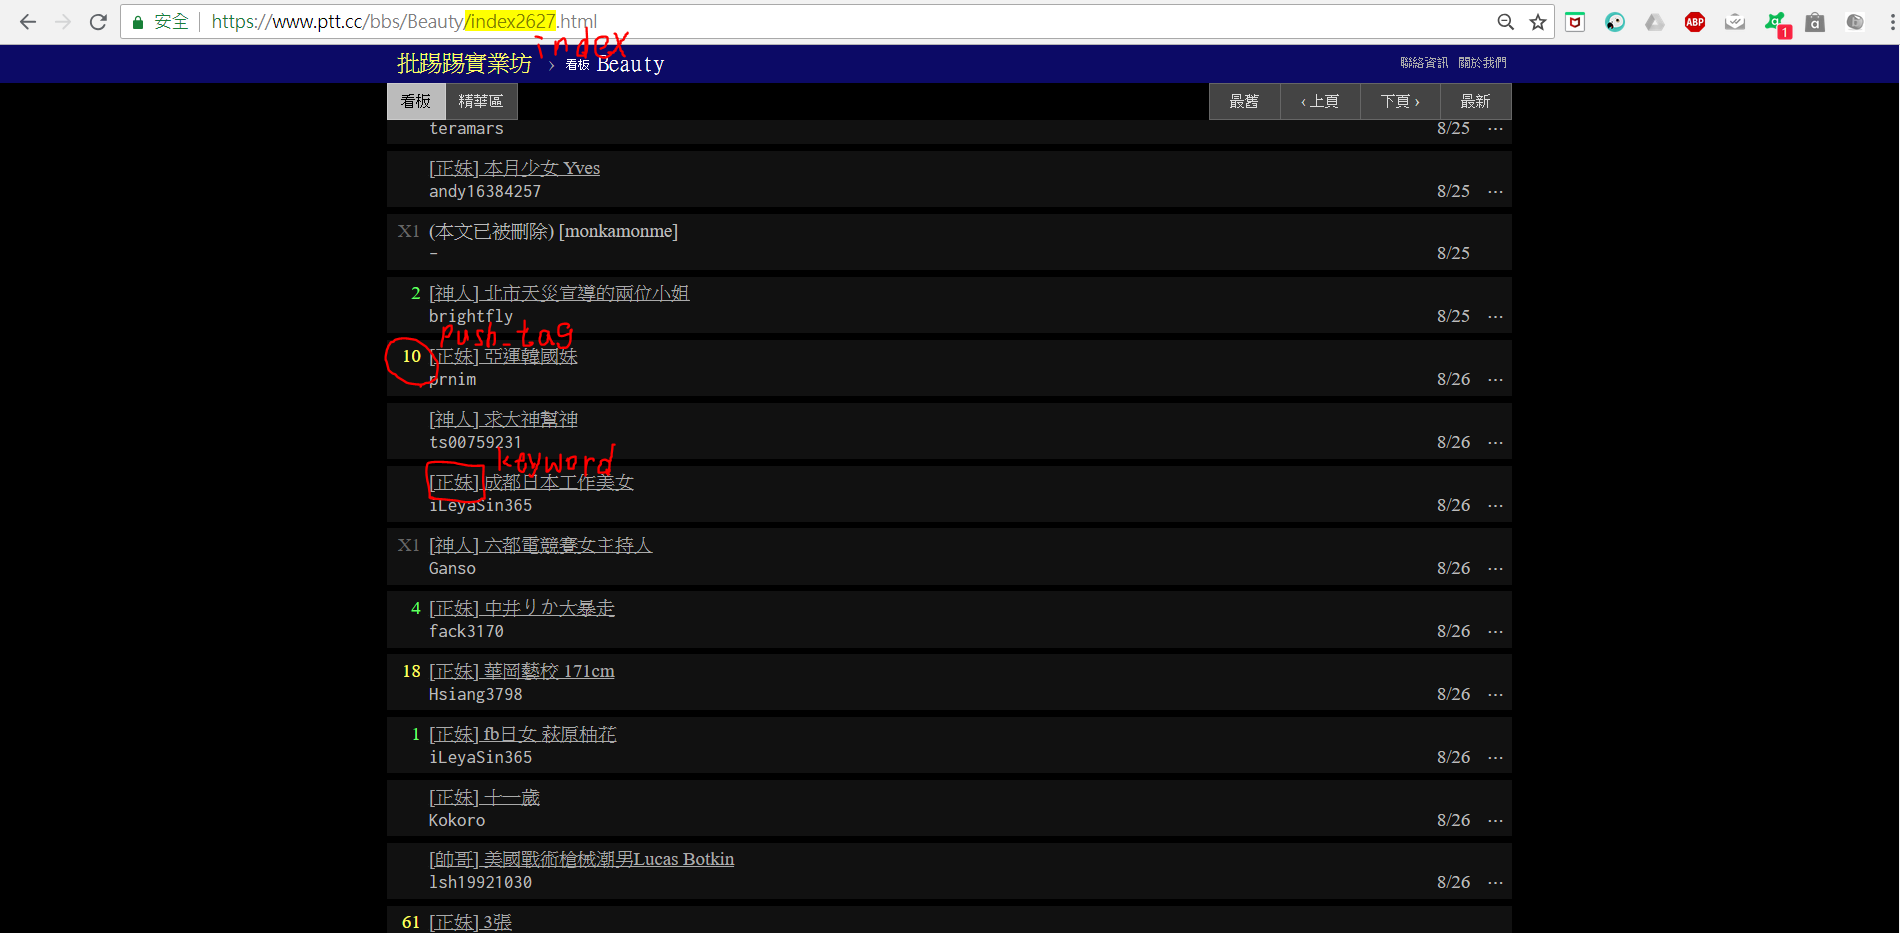 安全 https://www.ptt.cc/bbs/Beauty/index2627.html
index
批踢踢實業坊 › 看板 Beauty 聯絡資訊 關於我們
看板 精華區 最舊 ‹ 上頁 下頁 › 最新
teramars 8/25 ⋯
[正妹] 本月少女 Yves
andy16384257 8/25 ⋯
X1 (本文已被刪除) [monkamonme]
- 8/25
2 [神人] 北市天災宣導的兩位小姐
brightfly 8/25 ⋯
push_tag
10 [正妹] 亞運韓國妹
prnim 8/26 ⋯
[神人] 求大神幫神
ts00759231 8/26 ⋯
keyword
[正妹] 成都日本工作美女
iLeyaSin365 8/26 ⋯
X1 [神人] 六都電競賽女主持人
Ganso 8/26 ⋯
4 [正妹] 中井りか大暴走
fack3170 8/26 ⋯
18 [正妹] 華岡藝校 171cm
Hsiang3798 8/26 ⋯
1 [正妹] fb日女 萩原柚花
iLeyaSin365 8/26 ⋯
[正妹] 十一歲
Kokoro 8/26 ⋯
[帥哥] 美國戰術槍械潮男Lucas Botkin
lsh19921030 8/26 ⋯
61 [正妹] 3張
ABP
1
a
b